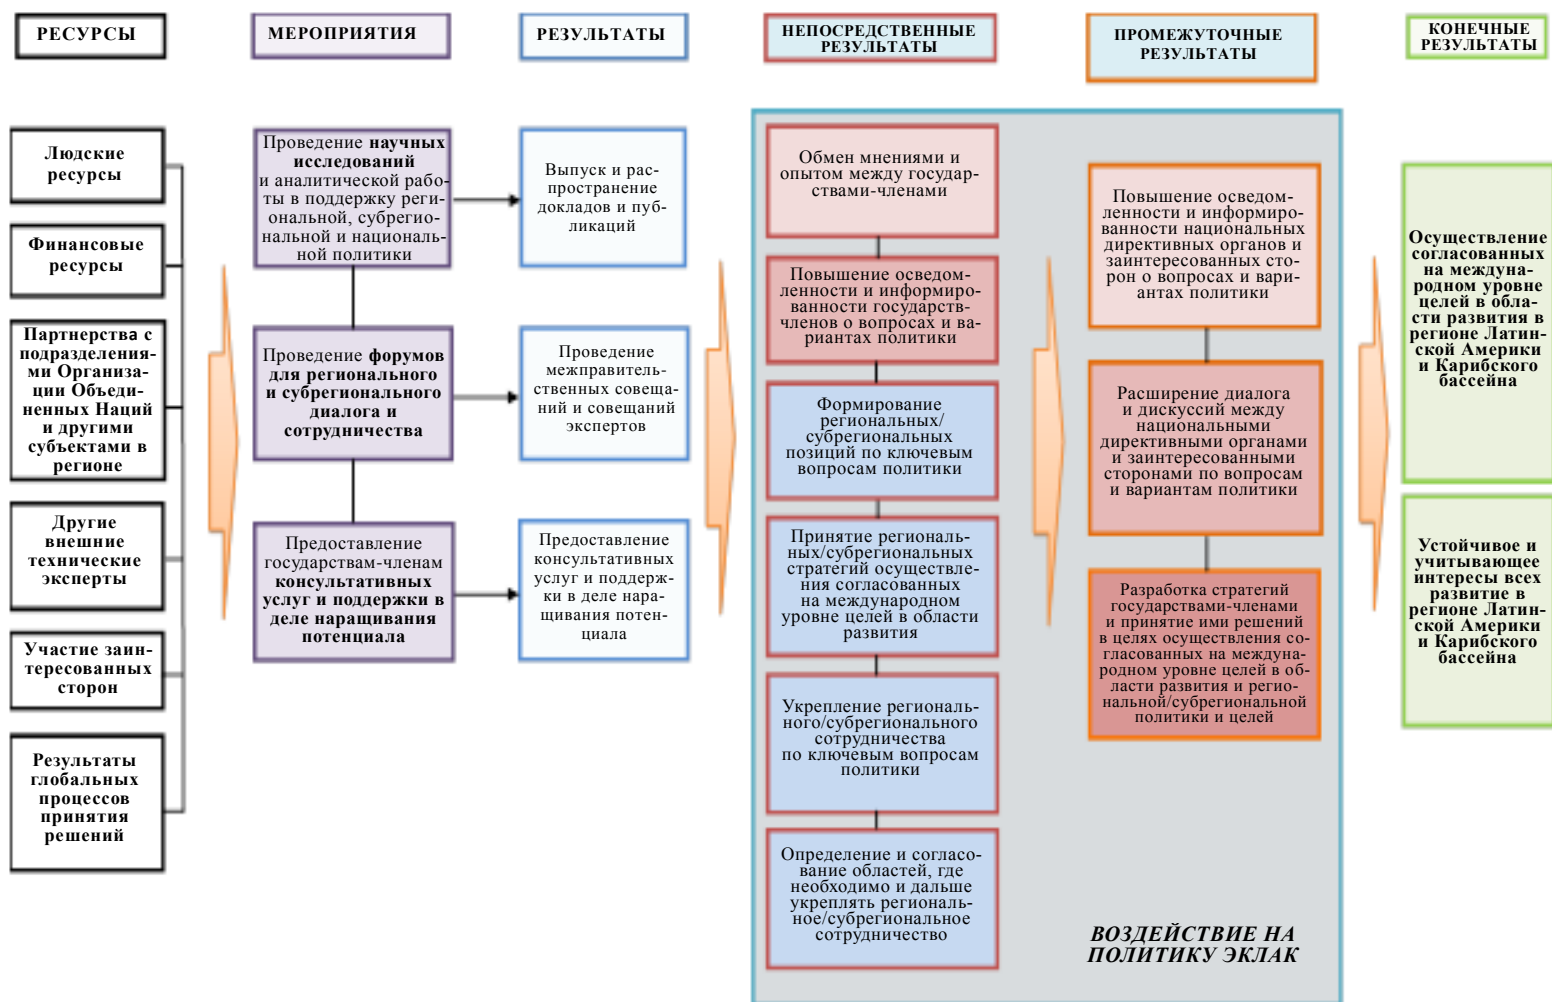 РЕСУРСЫ
МЕРОПРИЯТИЯ
РЕЗУЛЬТАТЫ
НЕПОСРЕДСТВЕННЫЕ
РЕЗУЛЬТАТЫ
ПРОМЕЖУТОЧНЫЕ
РЕЗУЛЬТАТЫ
КОНЕЧНЫЕ
РЕЗУЛЬТАТЫ
Людские
ресурсы
Финансовые
ресурсы
Партнерства с
подразделения-
ми Организа-
ции Объеди-
ненных Наций
и другими
субъектами в
регионе
Другие
внешние
технические
эксперты
Участие заин-
тересованных
сторон
Результаты
глобальных
процессов
принятия
решений
Проведение научных
исследований
и аналитической рабо-
ты в поддержку реги-
ональной, субрегио-
нальной и националь-
ной политики
Проведение форумов
для регионального
и субрегионального
диалога и
сотрудничества
Предоставление
государствам-членам
консультативных
услуг и поддержки в
деле наращивания
потенциала
Выпуск и рас-
пространение
докладов и пуб-
ликаций
Проведение
межправитель-
ственных совеща-
ний и совещаний
экспертов
Предоставление
консультативных
услуг и поддерж-
ки в деле наращи-
вания потен-
циала
Обмен мнениями и
опытом между государ-
ствами-членами
Повышение осведом-
ленности и информиро-
ванности государств-
членов о вопросах и ва-
риантах политики
Формирование
региональных/
субрегиональных
позиций по ключевым
вопросам политики
Принятие региональ-
ных/субрегиональных
стратегий осуществле-
ния согласованных
на международном
уровне целей в области
развития
Укрепление региональ-
ного/субрегионального
сотрудничества
по ключевым вопросам
политики
Определение и согласо-
вание областей, где
необходимо и дальше
укреплять региональ-
ное/субрегиональное
сотрудничество
Повышение осведом-
ленности и информиро-
ванности национальных
директивных органов и
заинтересованных сто-
рон о вопросах и вари-
антах политики
Расширение диалога
и дискуссий между
национальными
директивными органами
и заинтересованными
сторонами по вопросам
и вариантам политики
Разработка стратегий
государствами-членами
и принятие ими решений
в целях осуществления со-
гласованных на междуна-
родном уровне целей в об-
ласти развития и регио-
нальной/субрегиональной
политики и целей
ВОЗДЕЙСТВИЕ НА
ПОЛИТИКУ ЭКЛАК
Осуществление
согласованных
на междуна-
родном уровне
целей в обла-
сти развития в
регионе Латин-
ской Америки
и Карибского
бассейна
Устойчивое и
учитывающее
интересы всех
развитие в
регионе Латин-
ской Америки
и Карибского
бассейна